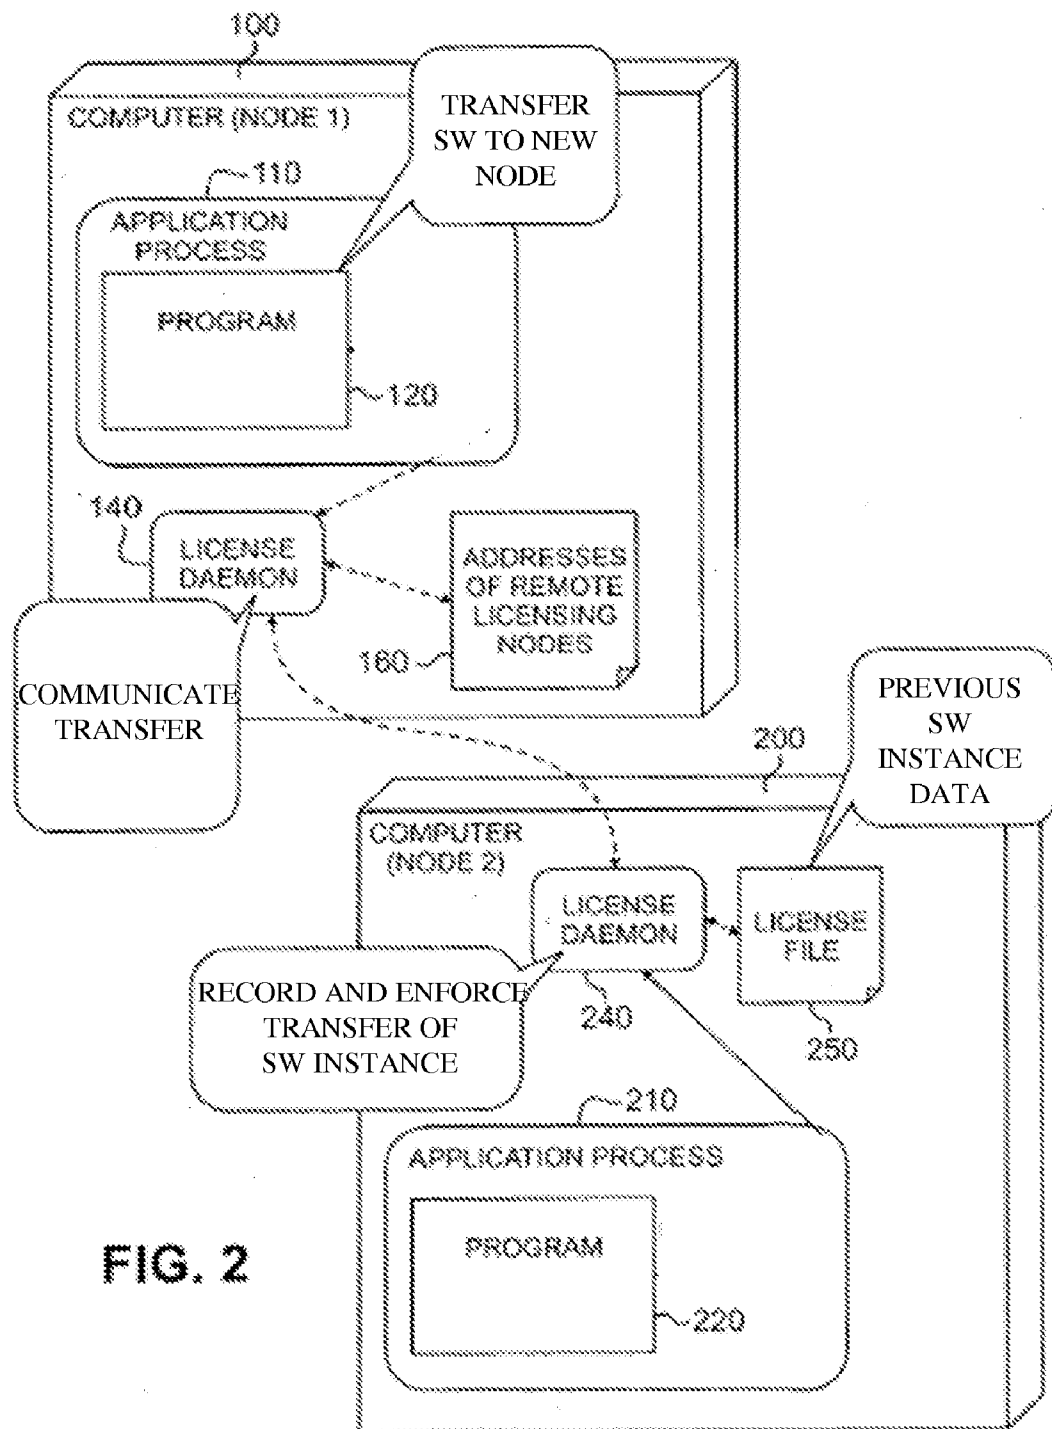 100
COMPUTER (NODE 1)
TRANSFER
SW TO NEW
NODE
110
APPLICATION
PROCESS
PROGRAM
120
140
LICENSE
DAEMON
ADDRESSES
OF REMOTE
LICENSING
NODES
160
COMMUNICATE
TRANSFER
PREVIOUS
SW
INSTANCE
DATA
200
COMPUTER
(NODE 2)
LICENSE
DAEMON
LICENSE
FILE
RECORD AND ENFORCE
TRANSFER OF
SW INSTANCE
240
250
210
APPLICATION PROCESS
PROGRAM
220
FIG. 2